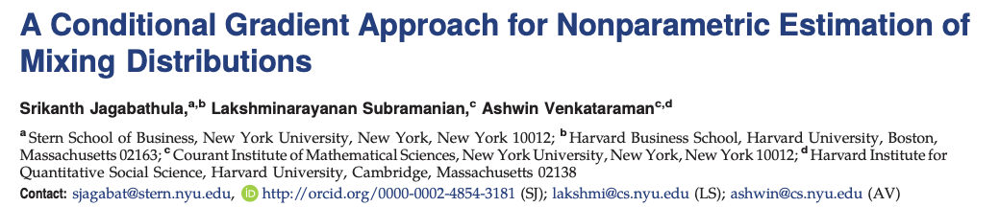 A Conditional Gradient Approach for Nonparametric Estimation of
Mixing Distributions
Srikanth Jagabathula,a,b Lakshminarayanan Subramanian,c Ashwin Venkataramanc,d
a Stern School of Business, New York University, New York, New York 10012; b Harvard Business School, Harvard University, Boston,
Massachusetts 02163; c Courant Institute of Mathematical Sciences, New York University, New York, New York 10012; d Harvard Institute for
Quantitative Social Science, Harvard University, Cambridge, Massachusetts 02138
Contact: sjagabat@stern.nyu.edu, iD http://orcid.org/0000-0002-4854-3181 (SJ); lakshmi@cs.nyu.edu (LS); ashwin@cs.nyu.edu (AV)